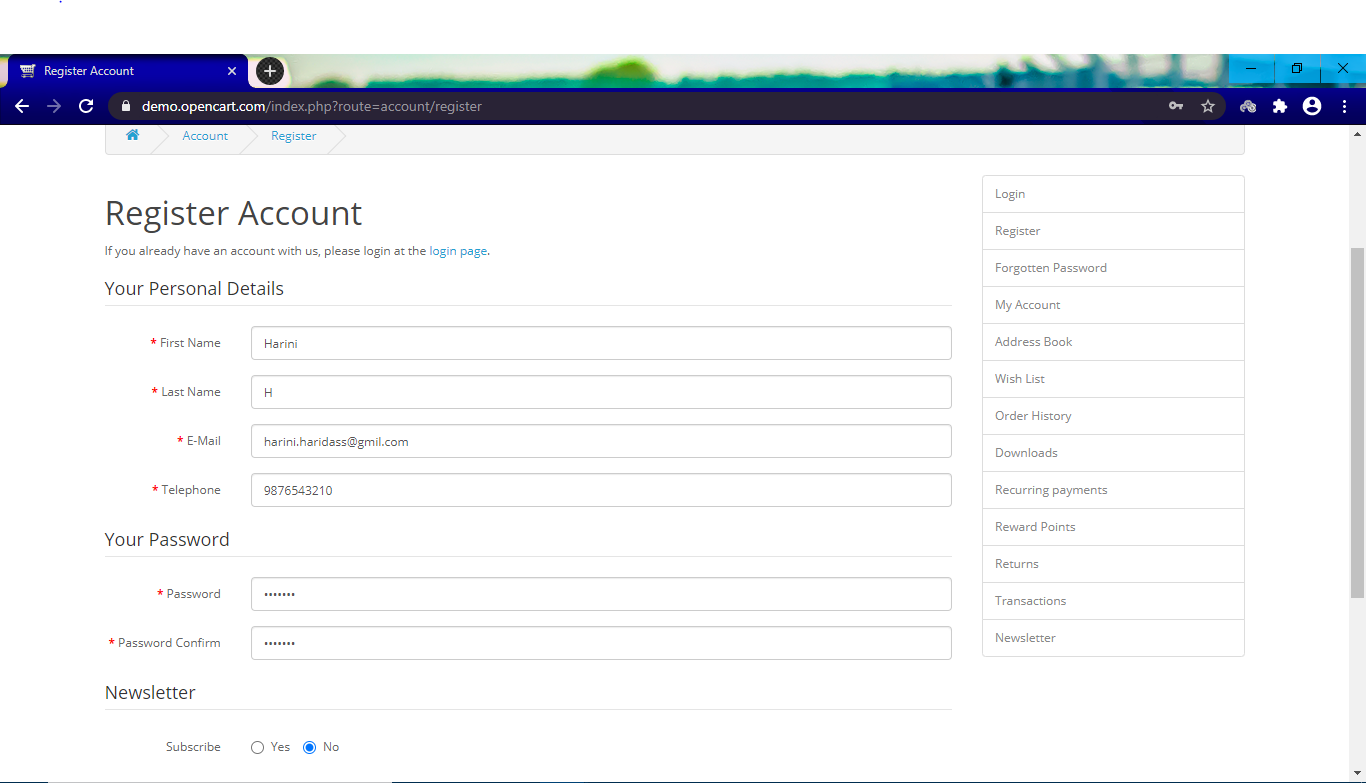 Register Account
demo.opencart.com/index.php?route=account/register
Account
Register
Register Account
If you already have an account with us, please login at the login page.
Your Personal Details
* First Name
Harini
* Last Name
H
* E-Mail
harini.haridass@gmil.com
* Telephone
9876543210
Your Password
* Password
•••••••
* Password Confirm
•••••••
Newsletter
Subscribe
Yes
No
Login
Register
Forgotten Password
My Account
Address Book
Wish List
Order History
Downloads
Recurring payments
Reward Points
Returns
Transactions
Newsletter